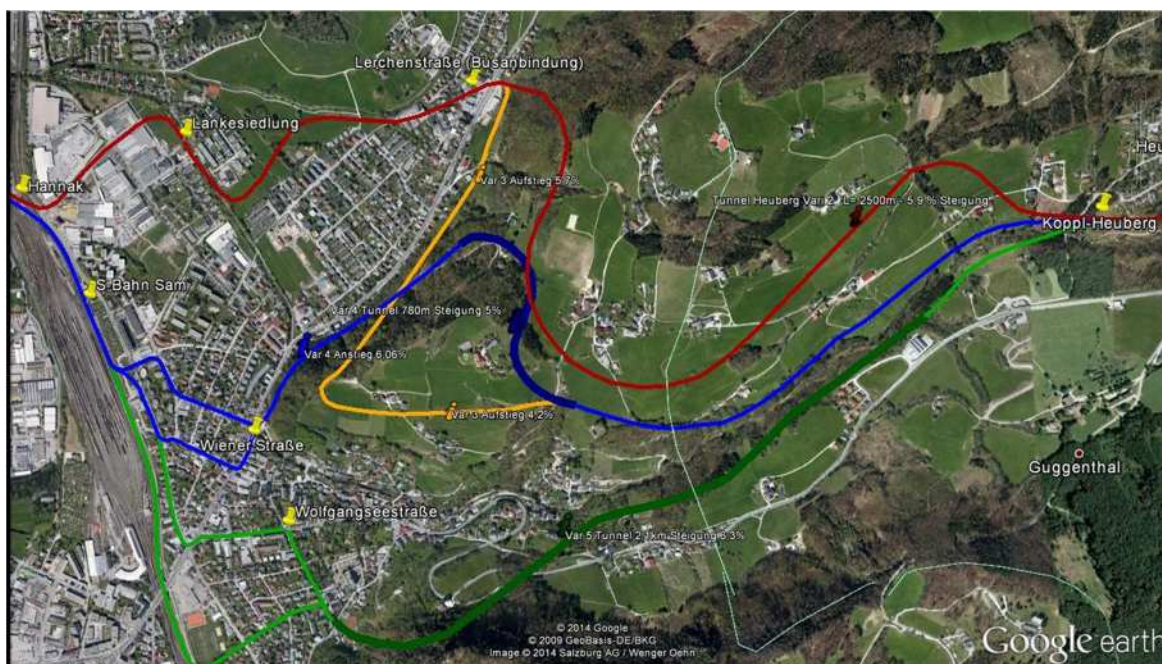 Lerchenstraße (Busanbindung)
Lankesiedlung
Heu
Hannak
Var 3 Aufstieg 5,7%
Tunnel Heuberg Vari 2 L= 2500m - 5,9 % Steigung
Koppl-Heuberg
S.Bahn Sam
Var 4 Tunnel 780m Steigung 5%
Var 4 Anstieg 6,06%
Var 3 Aufstieg 4,2%
Wiener Straße
Guggenthal
Wolfgangseestraße
Var 5 Tunnel 2,1km Steigung 6,3%
© 2014 Google
© 2009 GeoBasis-DE/BKG
Image © 2014 Salzburg AG / Wenger Oehn
Google earth